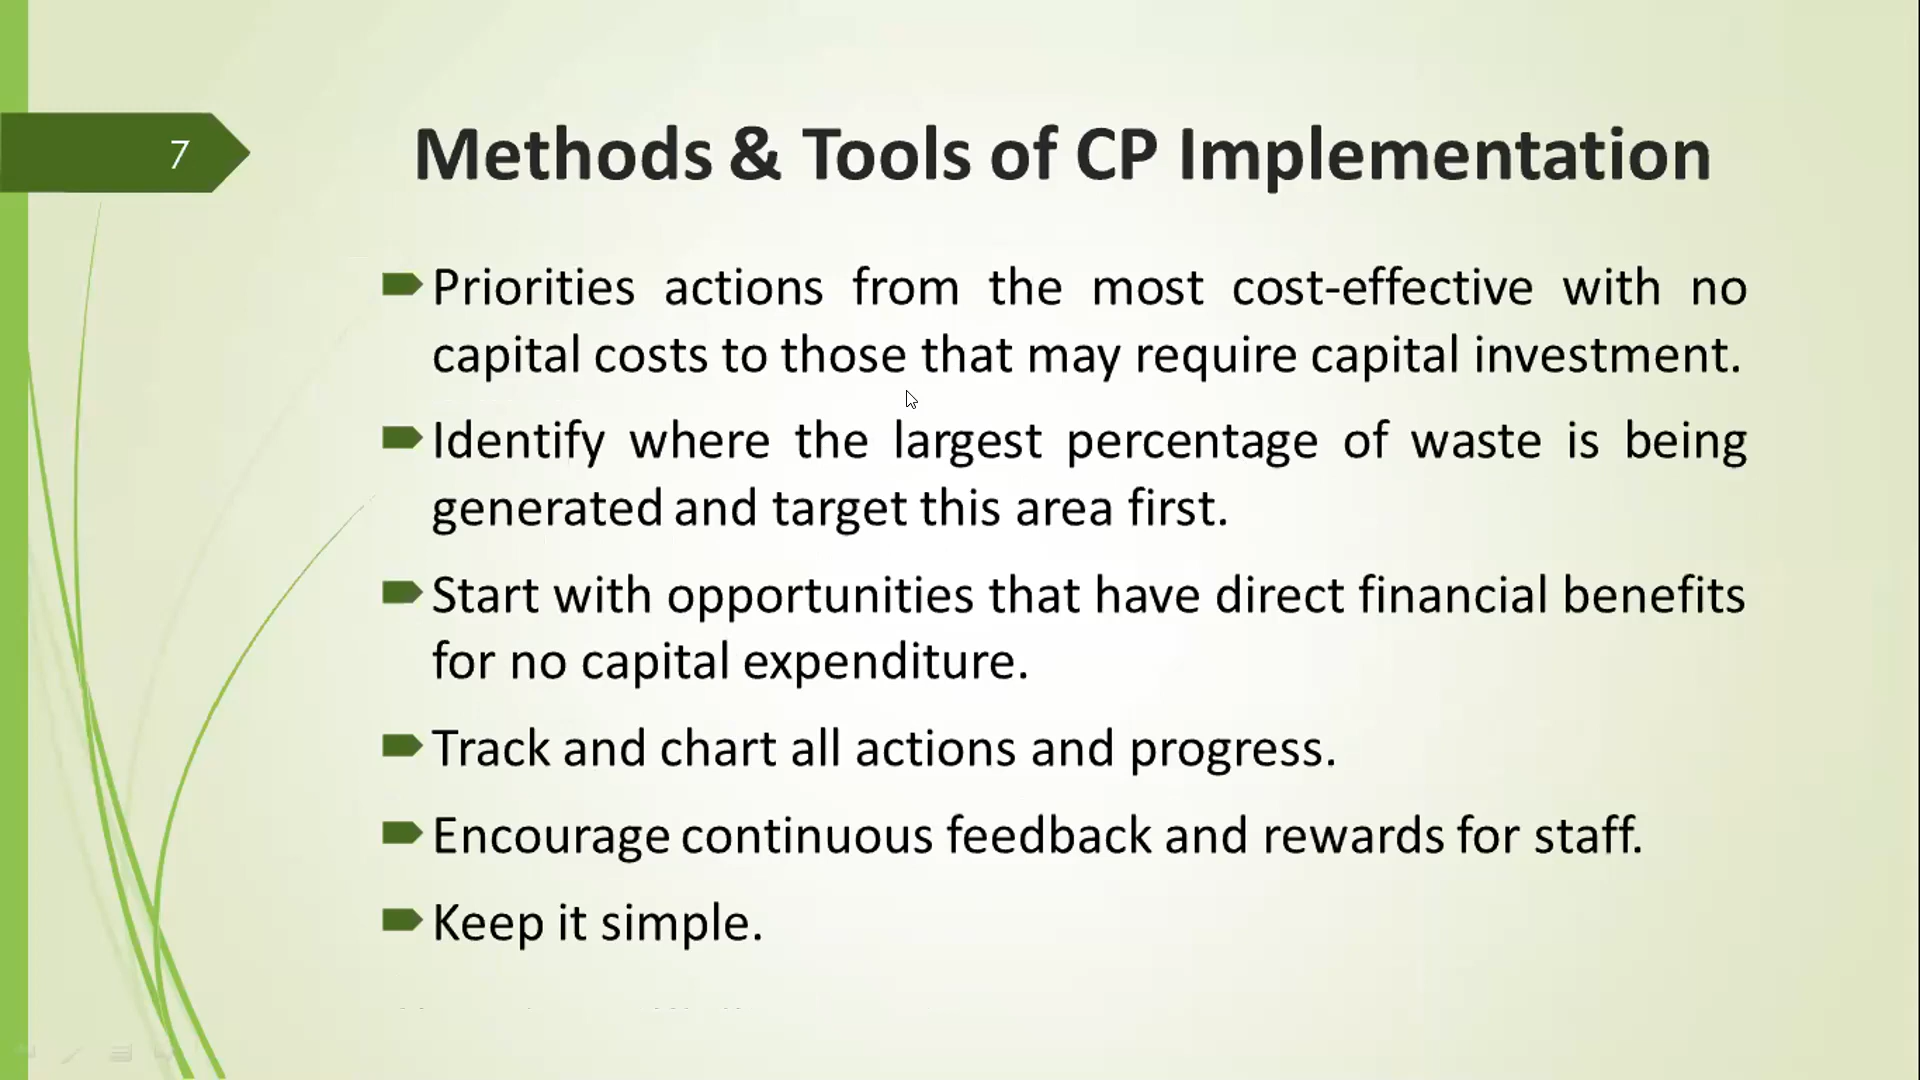 7
Methods & Tools of CP Implementation
Priorities actions from the most cost-effective with no
capital costs to those that may require capital investment.
Identify where the largest percentage of waste is being
generated and target this area first.
Start with opportunities that have direct financial benefits
for no capital expenditure.
Track and chart all actions and progress.
Encourage continuous feedback and rewards for staff.
Keep it simple.